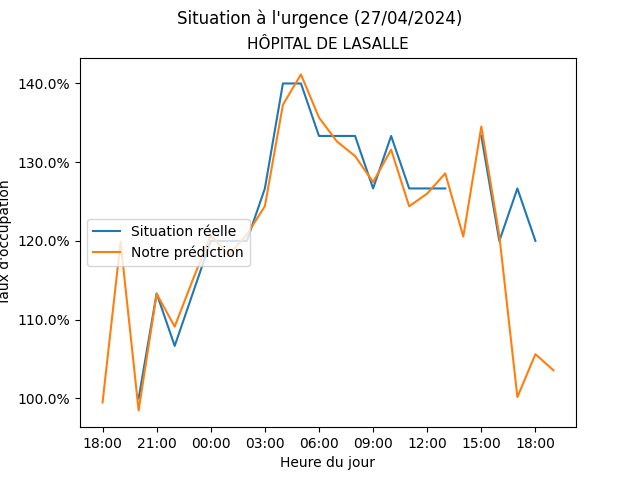 Situation à l'urgence (27/04/2024)
HÔPITAL DE LASALLE
140.0%
130.0%
120.0%
110.0%
100.0%
Taux d'occupation
Situation réelle
Notre prédiction
18:00 21:00 00:00 03:00 06:00 09:00 12:00 15:00 18:00
Heure du jour